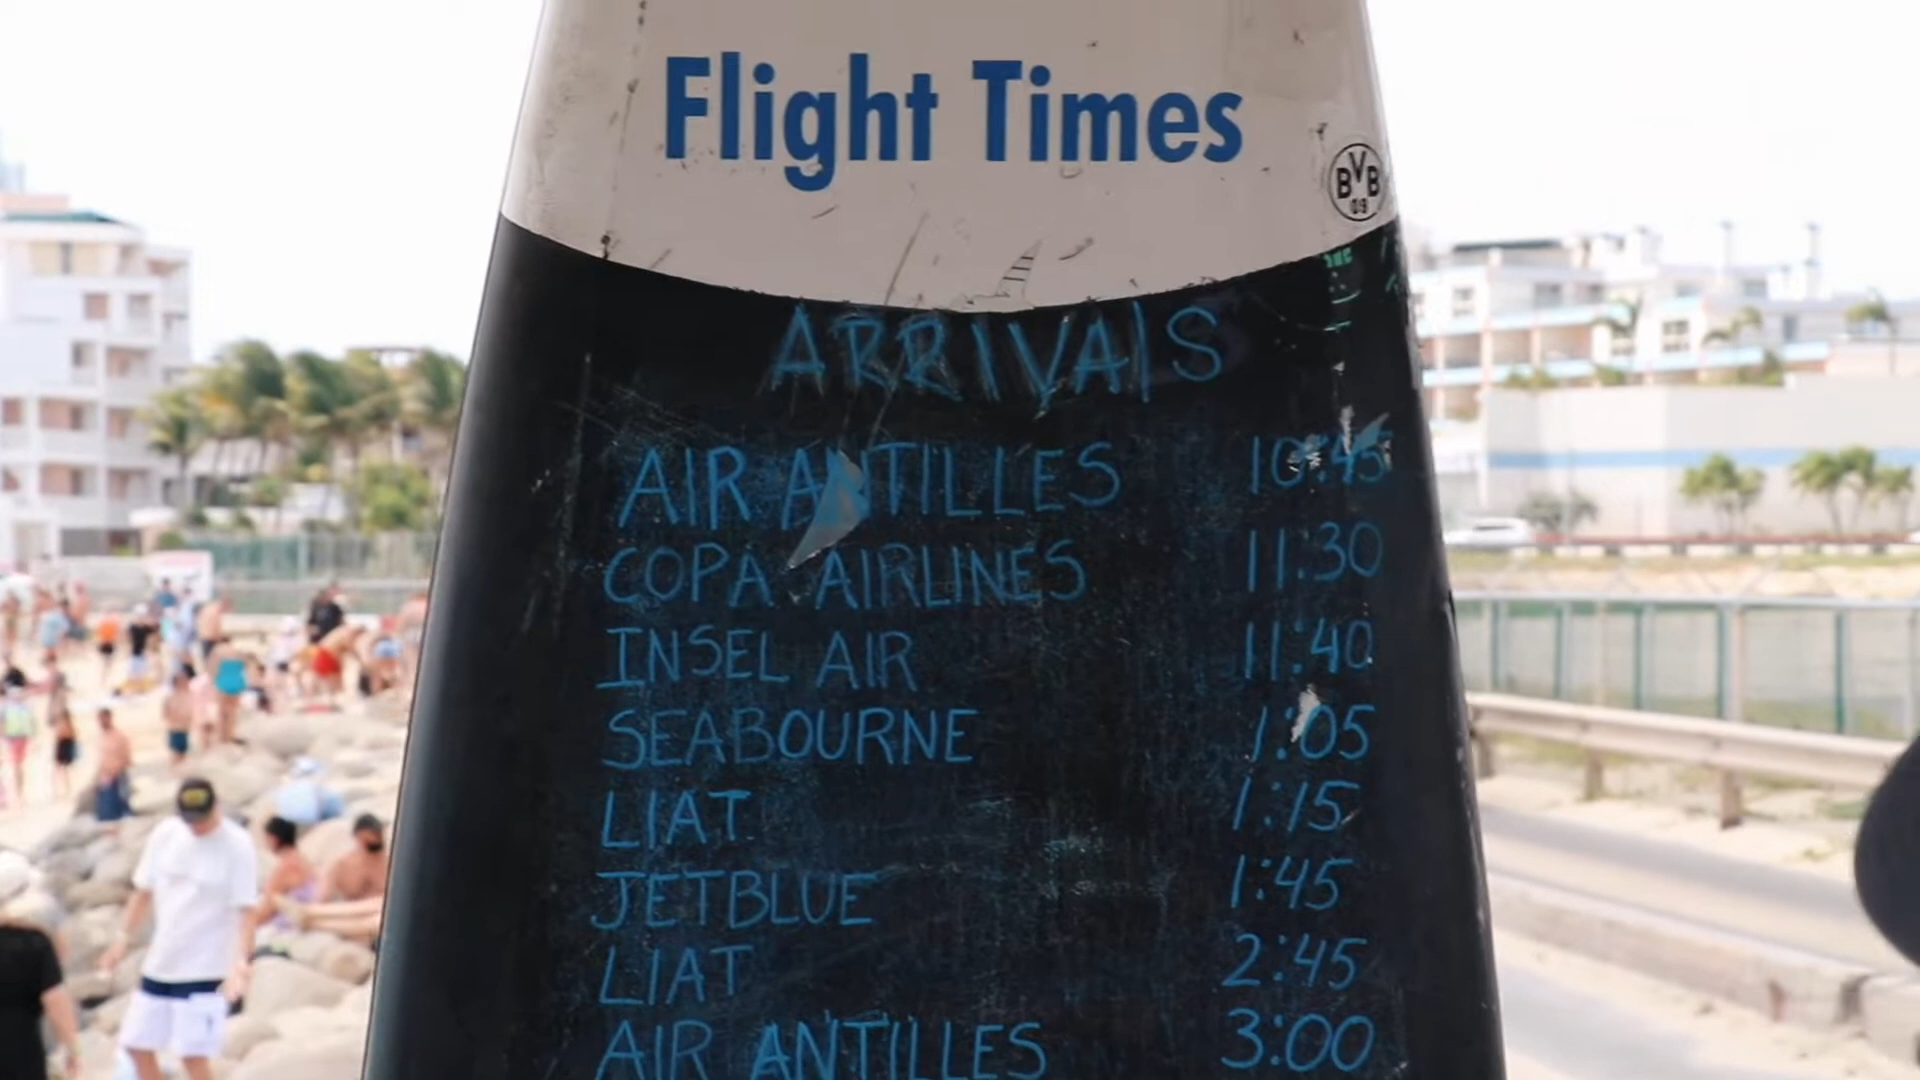 Flight Times
BVB
09
ARRIVAlS
AIR ANTILLES 10:45
COPA AIRLINES 11:30
INSEL AIR 11:40
SEABOURNE 1:05
LIAT 1:15
JETBLUE 1:45
LIAT 2:45
AIR ANTILLES 3:00